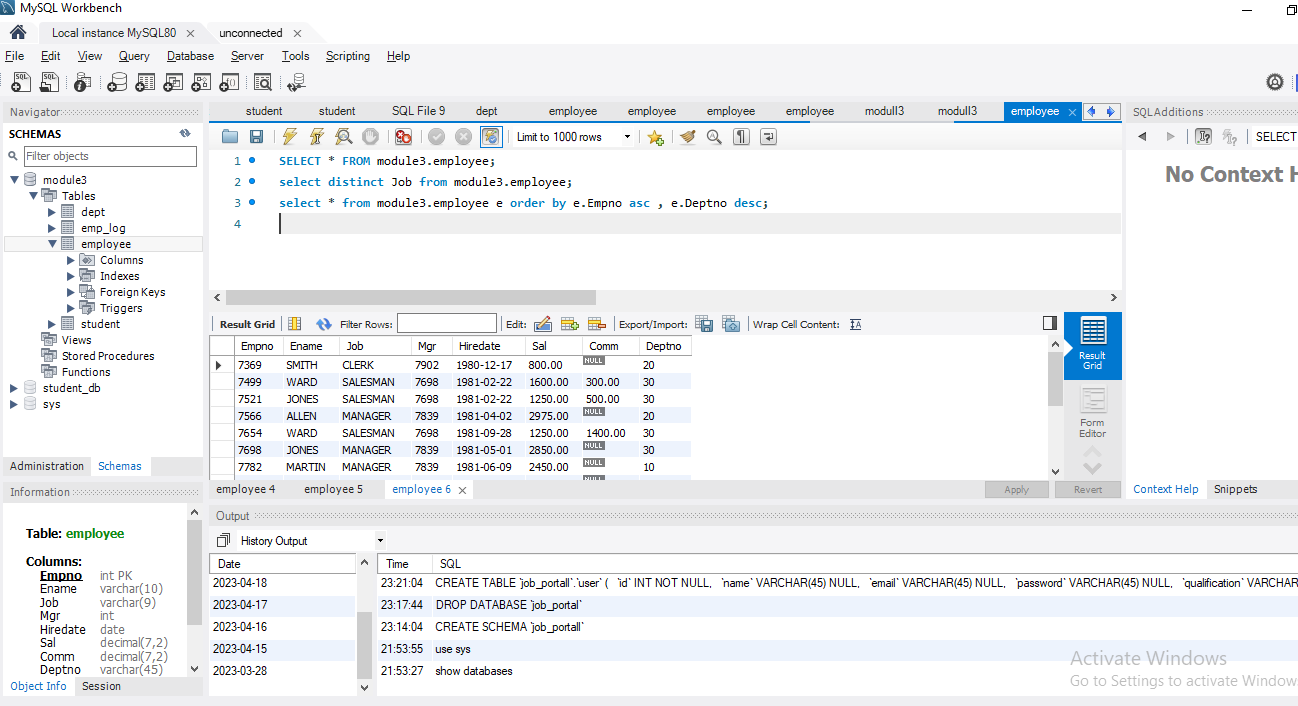 MySQL Workbench
Local instance MySQL80 unconnected
File Edit View Query Database Server Tools Scripting Help
Navigator
SCHEMAS
Filter objects
module3
Tables
dept
emp_log
employee
Columns
Indexes
Foreign Keys
Triggers
student
Views
Stored Procedures
Functions
student_db
sys
Administration Schemas
Information
Table: employee
Columns:
Empno int PK
Ename varchar(10)
Job varchar(9)
Mgr int
Hiredate date
Sal decimal(7,2)
Comm decimal(7,2)
Deptno varchar(45)
Object Info Session
student student SQL File 9 dept employee employee employee employee modull3 modull3 employee
Limit to 1000 rows
1 SELECT * FROM module3.employee;
2 select distinct Job from module3.employee;
3 select * from module3.employee e order by e.Empno asc , e.Deptno desc;
4
Result Grid Filter Rows: Edit: Export/Import: Wrap Cell Content:
Empno Ename Job Mgr Hiredate Sal Comm Deptno
7369 SMITH CLERK 7902 1980-12-17 800.00 NULL 20
7499 WARD SALESMAN 7698 1981-02-22 1600.00 300.00 30
7521 JONES SALESMAN 7698 1981-02-22 1250.00 500.00 30
7566 ALLEN MANAGER 7839 1981-04-02 2975.00 NULL 20
7654 WARD SALESMAN 7698 1981-09-28 1250.00 1400.00 30
7698 JONES MANAGER 7839 1981-05-01 2850.00 NULL 30
7782 MARTIN MANAGER 7839 1981-06-09 2450.00 NULL 10
NULL
Result
Grid
Form
Editor
employee 4 employee 5 employee 6 Apply Revert
Output
History Output
Date Time SQL
2023-04-18 23:21:04 CREATE TABLE `job_portall`.`user` ( `id` INT NOT NULL, `name` VARCHAR(45) NULL, `email` VARCHAR(45) NULL, `password` VARCHAR(45) NULL, `qualification` VARCHAR
2023-04-17 23:17:44 DROP DATABASE `job_portal`
2023-04-16 23:14:04 CREATE SCHEMA `job_portall`
2023-04-15 21:53:55 use sys
2023-03-28 21:53:27 show databases
SQLAdditions
SELECT
No Context H
Context Help Snippets
Activate Windows
Go to Settings to activate Window